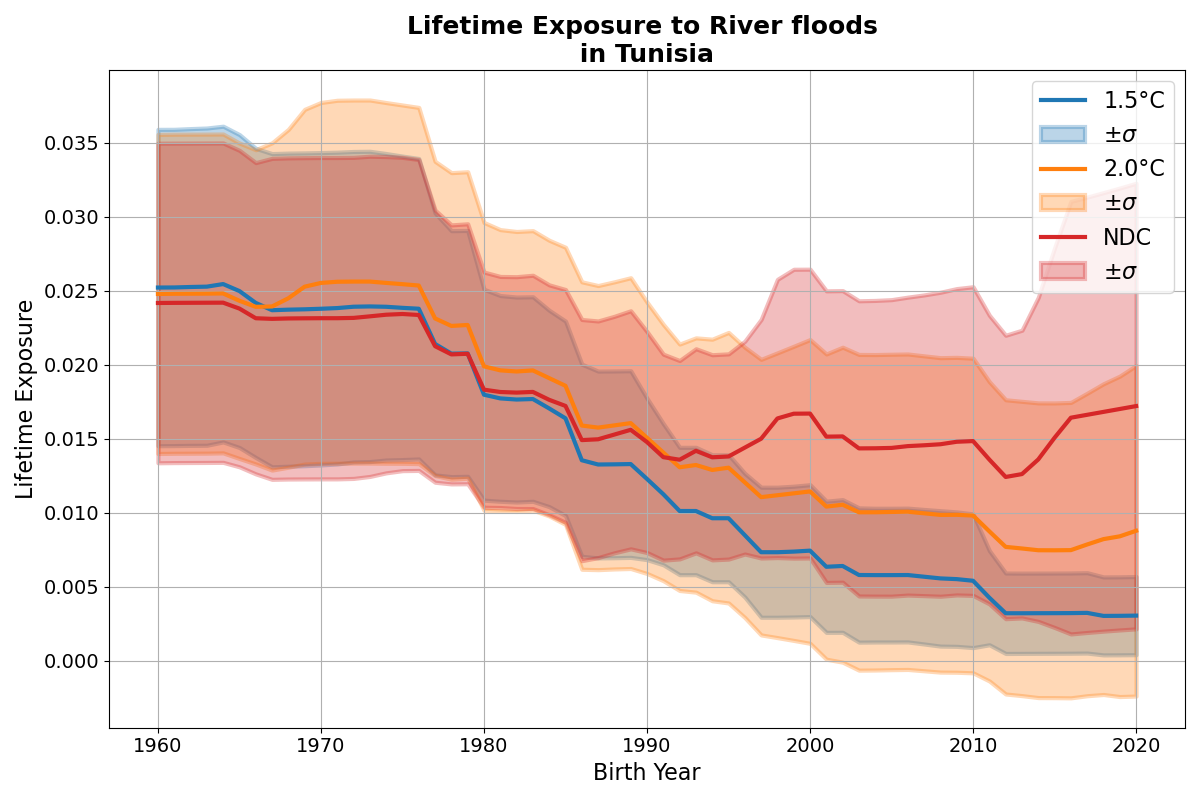 Lifetime Exposure to River floods
in Tunisia
Lifetime Exposure
0.035
0.030
0.025
0.020
0.015
0.010
0.005
0.000
1960 1970 1980 1990 2000 2010 2020
Birth Year
1.5°C
±σ
2.0°C
±σ
NDC
±σ